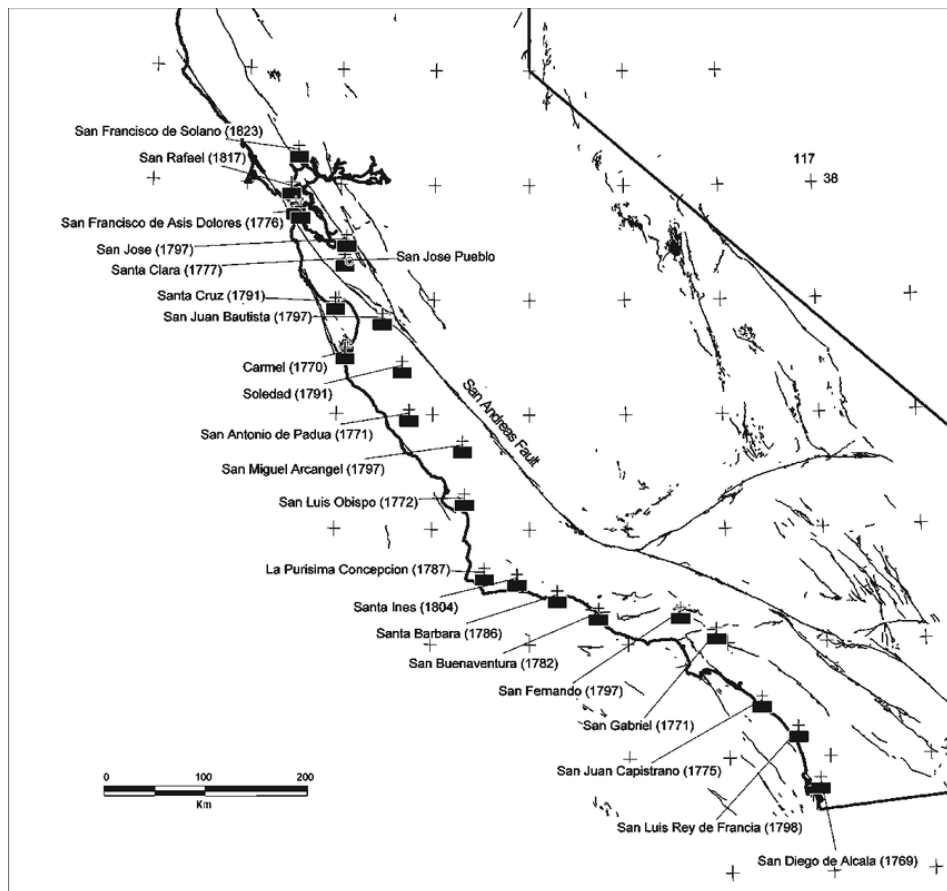 San Francisco de Solano (1823)
San Rafael (1817)
117
38
San Francisco de Asis Dolores (1776)
San Jose (1797)
San Jose Pueblo
Santa Clara (1777)
Santa Cruz (1791)
San Juan Bautista (1797)
Carmel (1770)
Soledad (1791)
San Andreas Fault
San Antonio de Padua (1771)
San Miguel Arcangel (1797)
San Luis Obispo (1772)
La Purisima Concepcion (1787)
Santa Ines (1804)
Santa Barbara (1786)
San Buenaventura (1782)
San Fernando (1797)
San Gabriel (1771)
San Juan Capistrano (1775)
0 100 200
Km
San Luis Rey de Francia (1798)
San Diego de Alcala (1769)